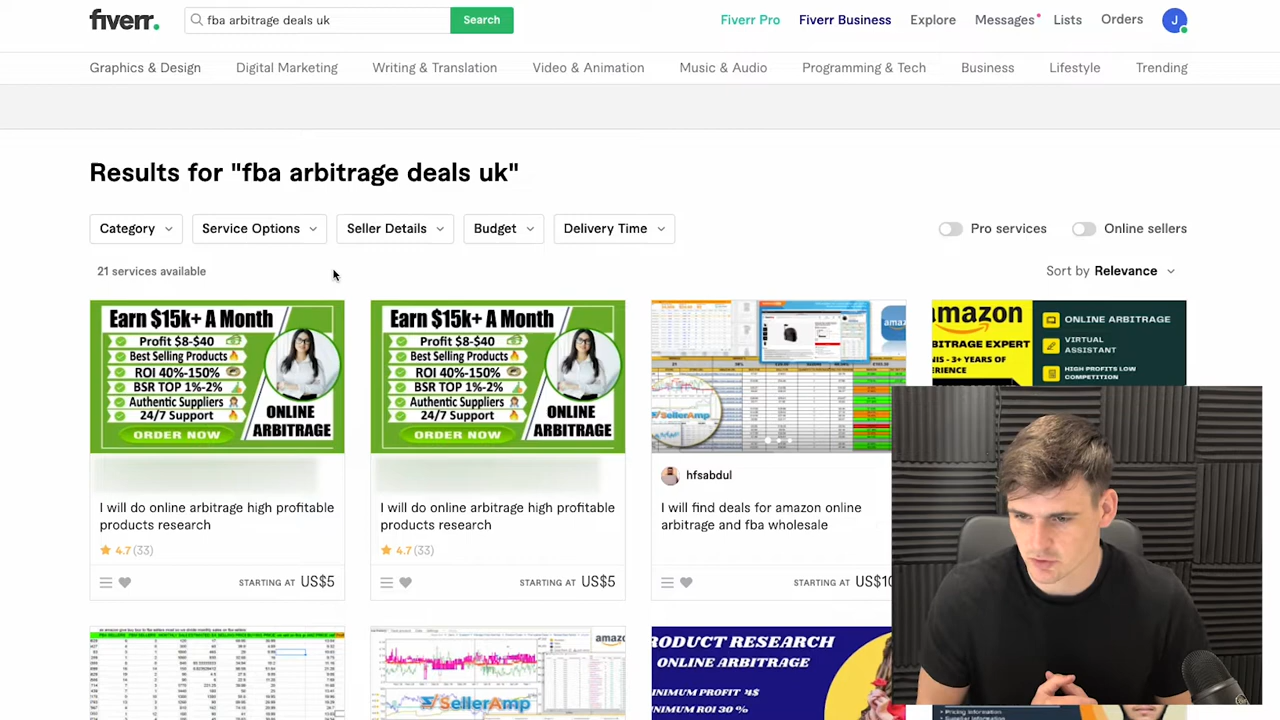 fiverr.
fba arbitrage deals uk
Search
Fiverr Pro
Fiverr Business
Explore
Messages
Lists
Orders
J
Graphics & Design
Digital Marketing
Writing & Translation
Video & Animation
Music & Audio
Programming & Tech
Business
Lifestyle
Trending
Results for "fba arbitrage deals uk"
Category
Service Options
Seller Details
Budget
Delivery Time
Pro services
Online sellers
21 services available
Sort by Relevance
Earn $15k+ A Month
Profit $8-$40
Best Selling Products
ROI 40%-150%
BSR TOP 1%-2%
Authentic Suppliers
24/7 Support
ORDER NOW
ONLINE
ARBITRAGE
I will do online arbitrage high profitable
products research
4.7 (33)
STARTING AT US$5
Earn $15k+ A Month
Profit $8-$40
Best Selling Products
ROI 40%-150%
BSR TOP 1%-2%
Authentic Suppliers
24/7 Support
ORDER NOW
ONLINE
ARBITRAGE
I will do online arbitrage high profitable
products research
4.7 (33)
STARTING AT US$5
SellerAmp
hfsabdul
I will find deals for amazon online
arbitrage and fba wholesale
STARTING AT US$10
ONLINE ARBITRAGE
VIRTUAL
ASSISTANT
HIGH PROFITS LOW
COMPETITION
SellerAmp
ONLINE ARBITRAGE
ROI 30 %